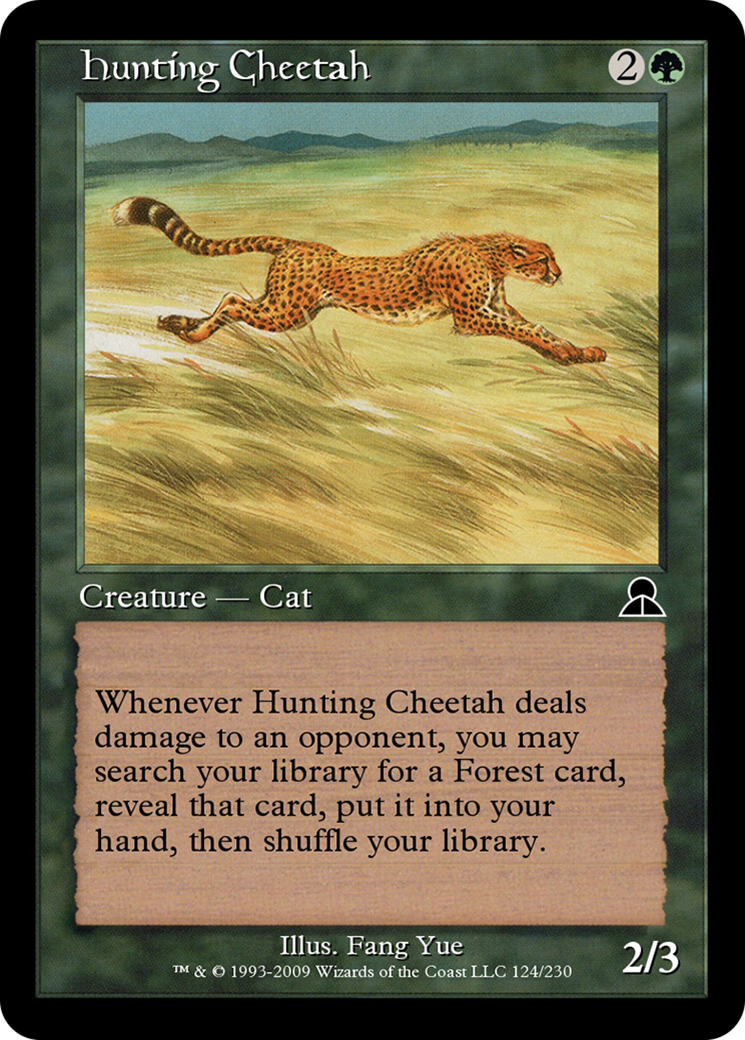 Hunting Cheetah 2
Creature — Cat
Whenever Hunting Cheetah deals
damage to an opponent, you may
search your library for a Forest card,
reveal that card, put it into your
hand, then shuffle your library.
Illus. Fang Yue
™ & © 1993-2009 Wizards of the Coast LLC 124/230
2/3